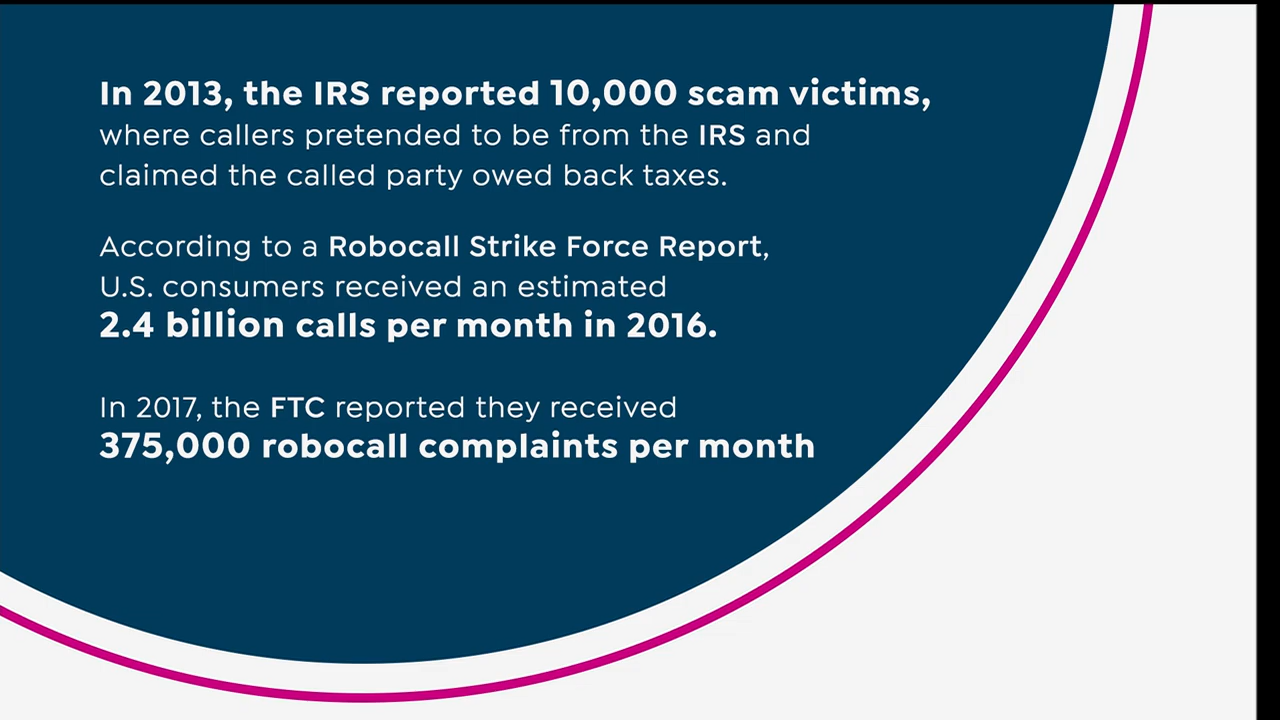 In 2013, the IRS reported 10,000 scam victims,
where callers pretended to be from the IRS and
claimed the called party owed back taxes.
According to a Robocall Strike Force Report,
U.S. consumers received an estimated
2.4 billion calls per month in 2016.
In 2017, the FTC reported they received
375,000 robocall complaints per month